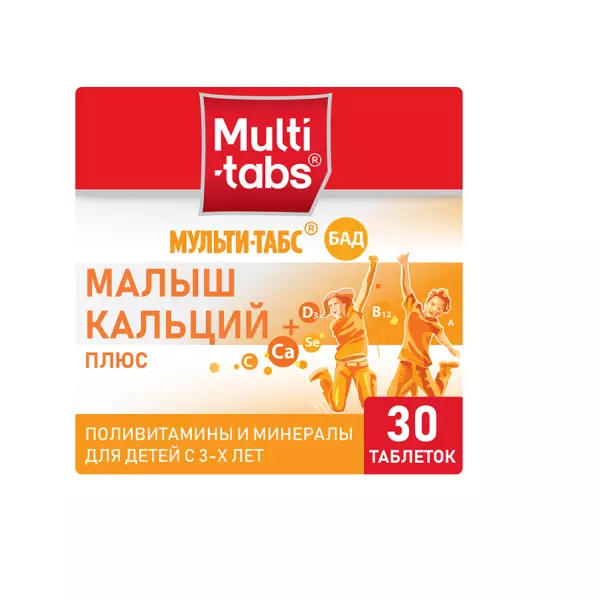 Multi
-tabs®
МУЛЬТИ-ТАБС® БАД
МАЛЫШ
КАЛЬЦИЙ +
ПЛЮС
D3
B12
A
Se
Ca
C
ПОЛИВИТАМИНЫ И МИНЕРАЛЫ
ДЛЯ ДЕТЕЙ С 3-Х ЛЕТ
30
ТАБЛЕТОК